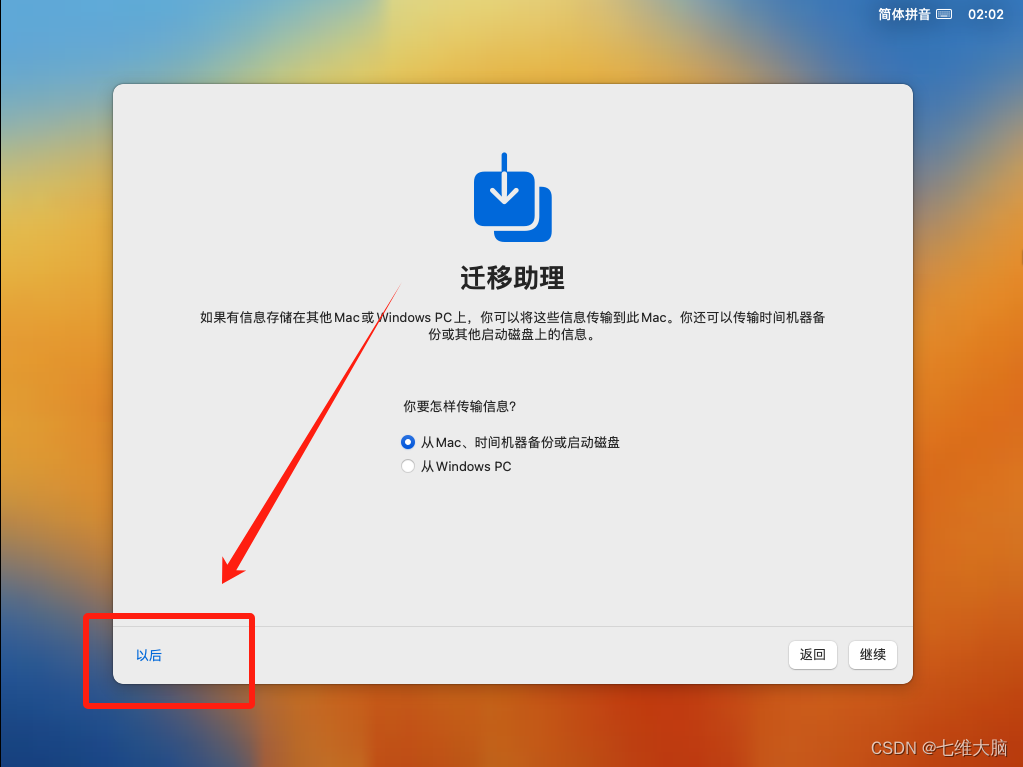 简体拼音 02:02
迁移助理
如果有信息存储在其他Mac或Windows PC上，你可以将这些信息传输到此Mac。你还可以传输时间机器备
份或其他启动磁盘上的信息。
你要怎样传输信息?
从Mac、时间机器备份或启动磁盘
从Windows PC
以后 返回 继续
CSDN @七维大脑